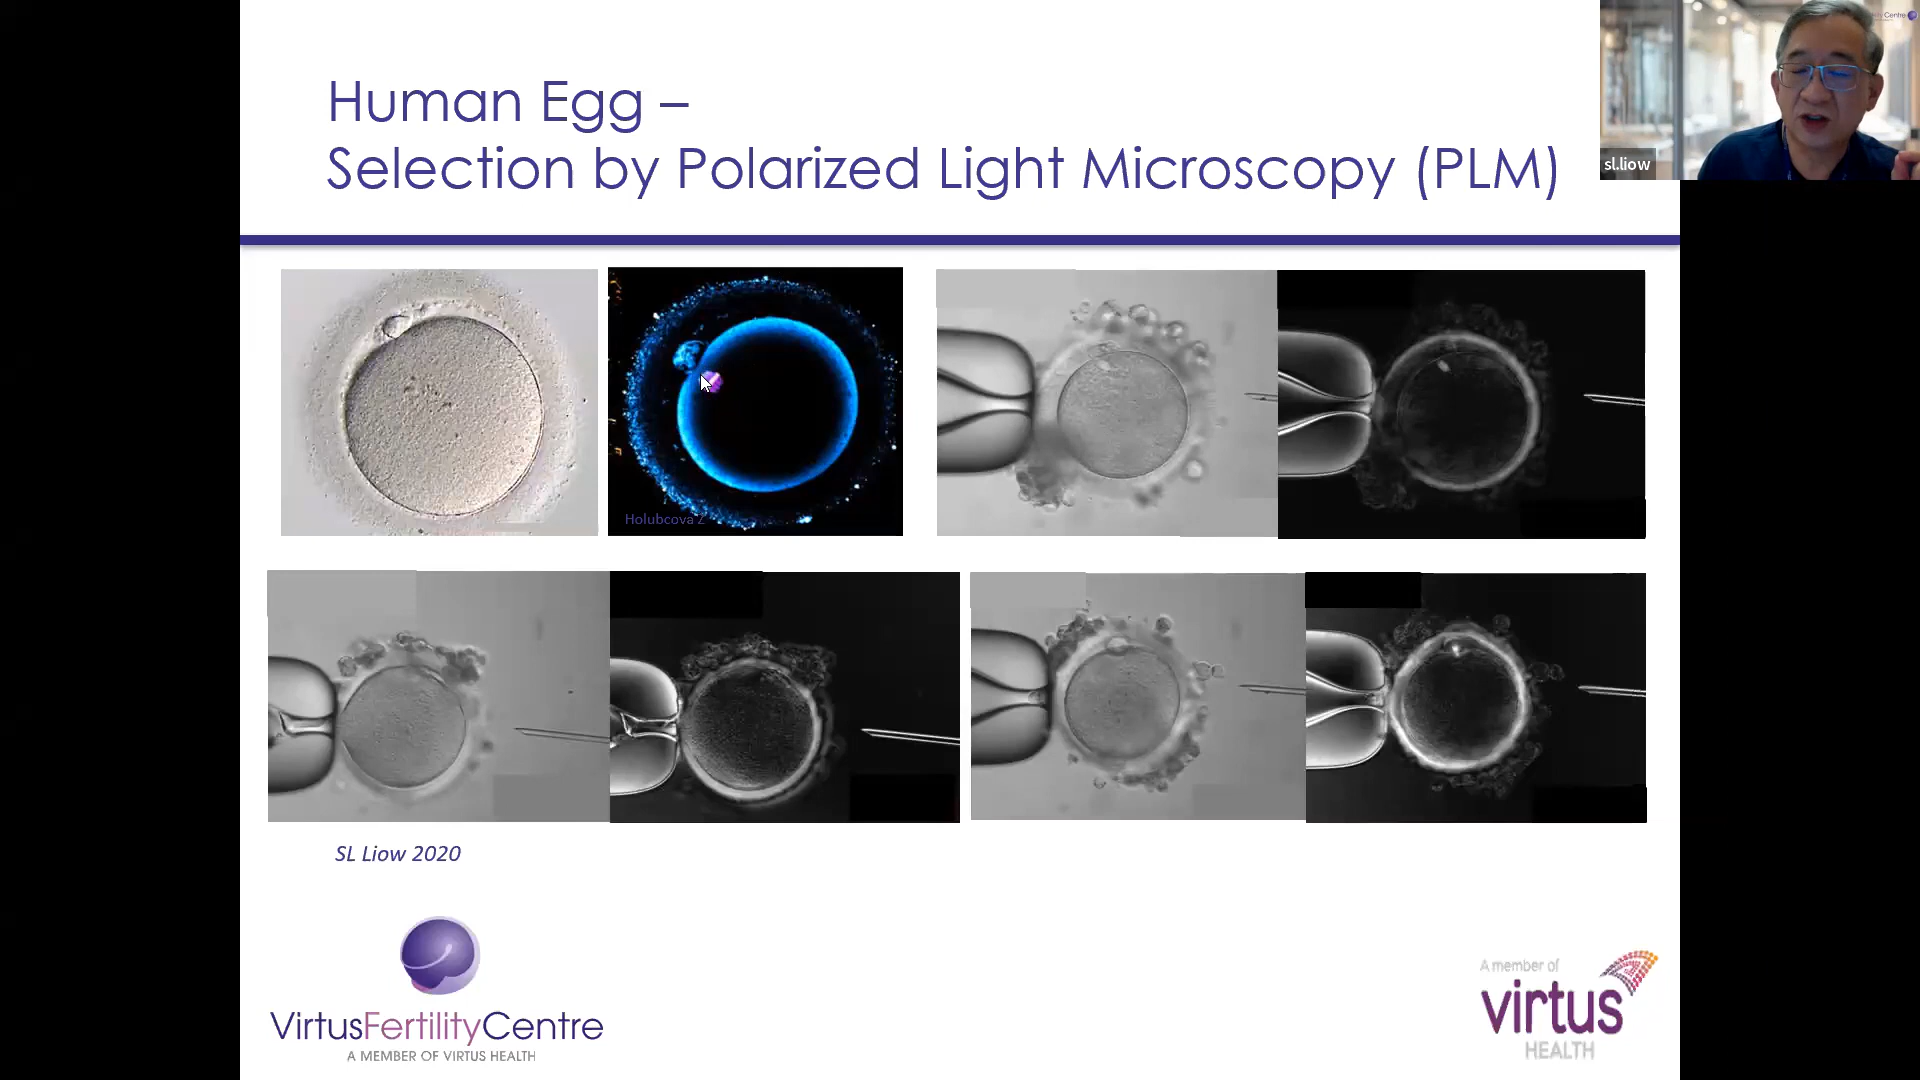 Human Egg –
Selection by Polarized Light Microscopy (PLM)
sl.liow
Holubcova Z
SL Liow 2020
VirtusFertilityCentre
A MEMBER OF VIRTUS HEALTH
A member of
virtus
HEALTH